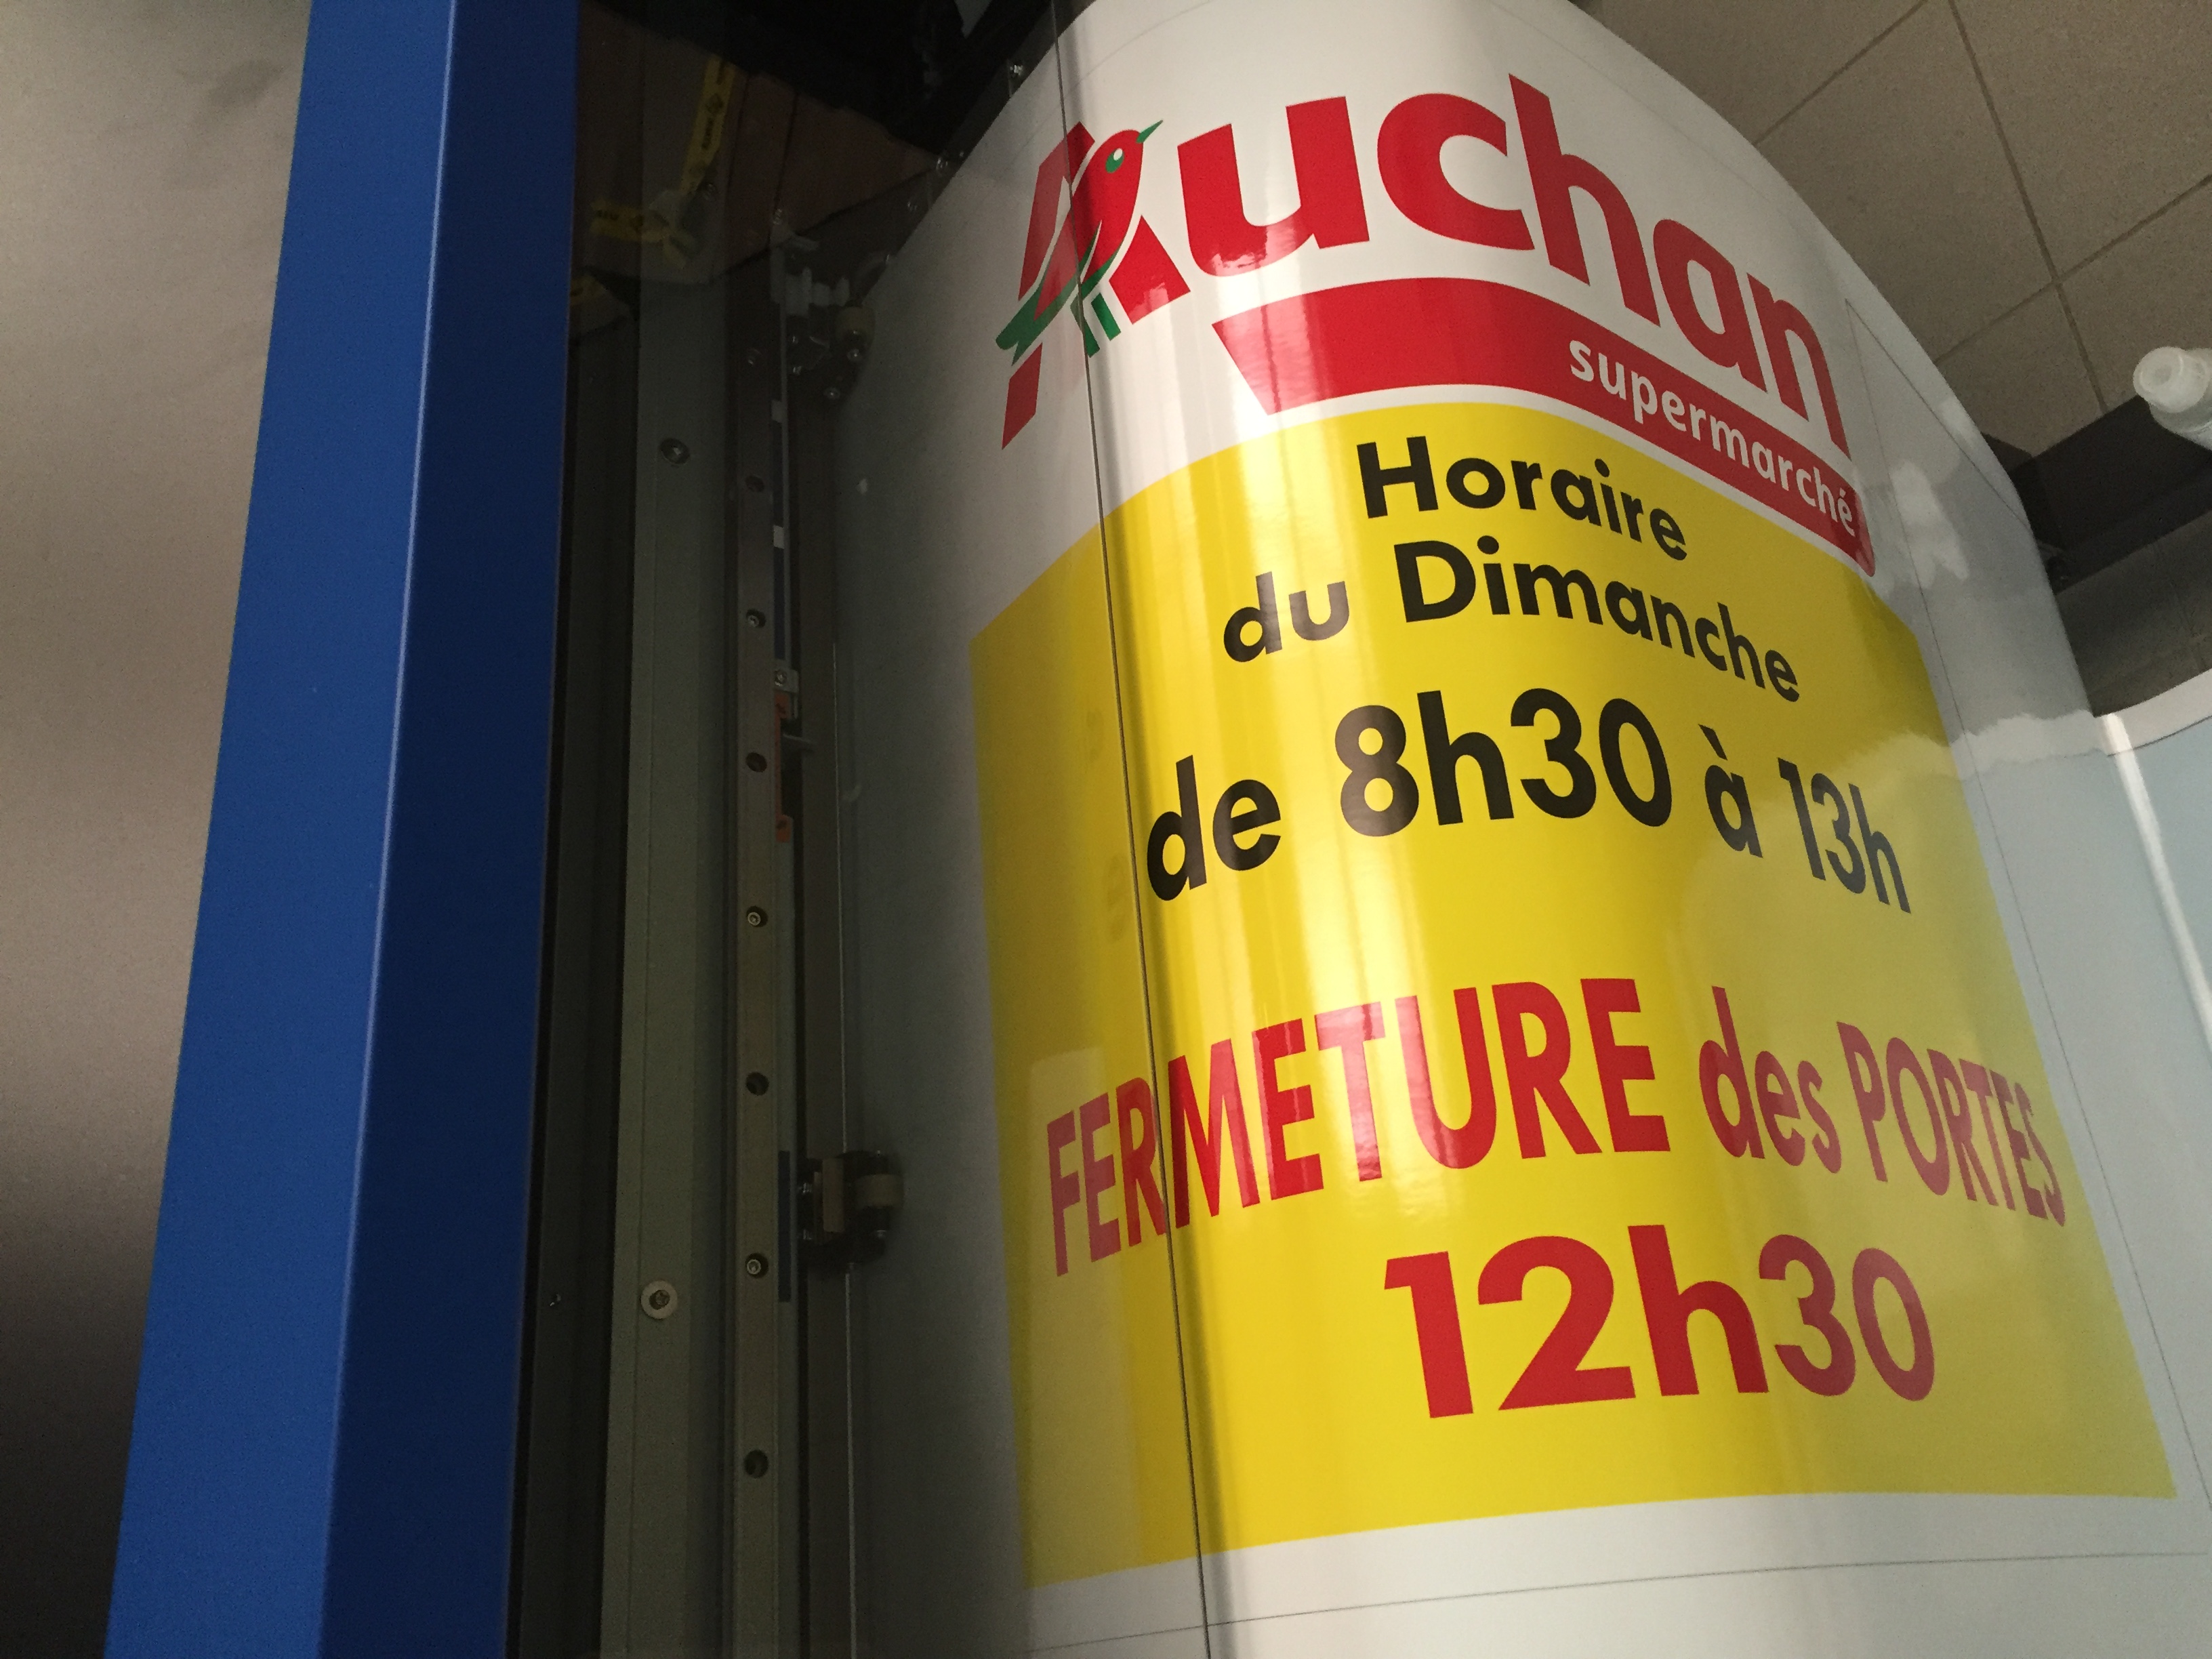 Auchan
supermarché
Horaire
du Dimanche
de 8h30 à 13h
FERMETURE des PORTES
12h30